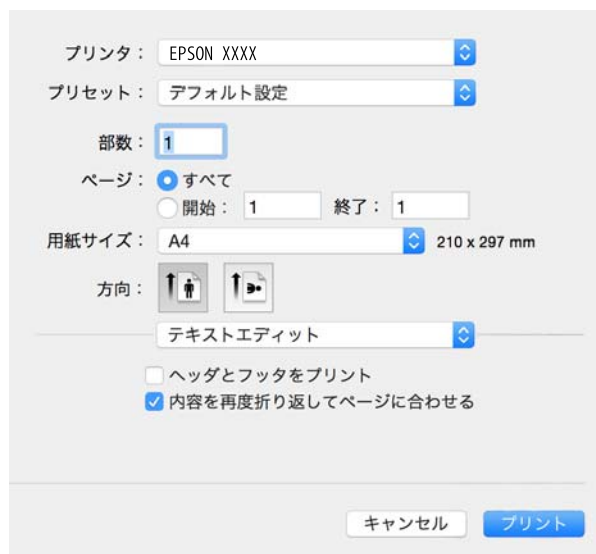 プリンタ： EPSON XXXX
プリセット： デフォルト設定
部数： 1
ページ： すべて
開始： 1 終了： 1
用紙サイズ： A4 210 x 297 mm
方向：
テキストエディット
ヘッダとフッタをプリント
内容を再度折り返してページに合わせる
キャンセル プリント